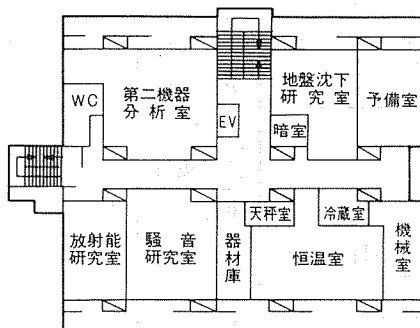 WC
第二機器
分析室
EV
地盤沈下
研究室
暗室
予備室
放射能
研究室
騒音
研究室
器材庫
天秤室
冷蔵室
恒温室
機械室